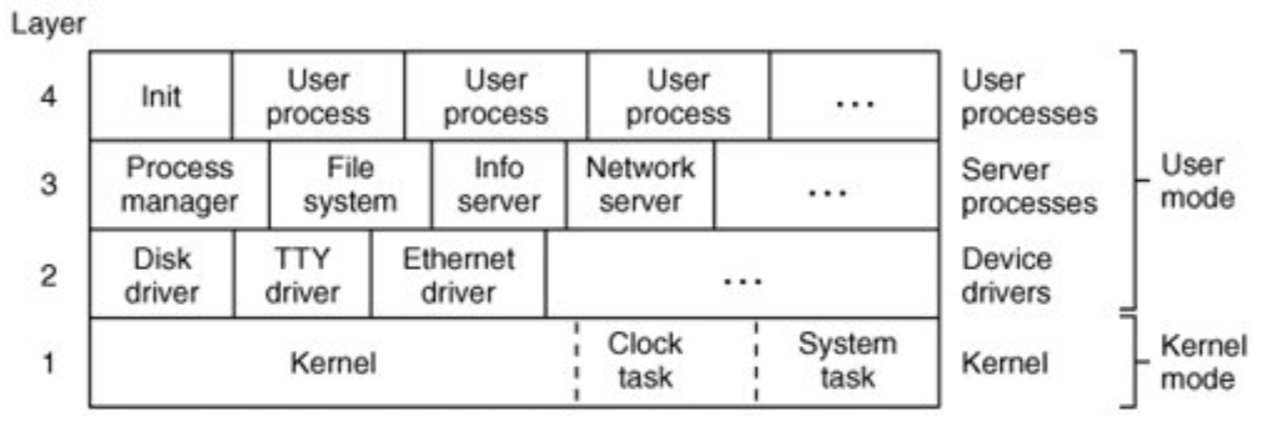 Layer
4
Init
User
process
User
process
User
process
...
User
processes
3
Process
manager
File
system
Info
server
Network
server
...
Server
processes
User
mode
2
Disk
driver
TTY
driver
Ethernet
driver
...
Device
drivers
1
Kernel
Clock
task
System
task
Kernel
Kernel
mode